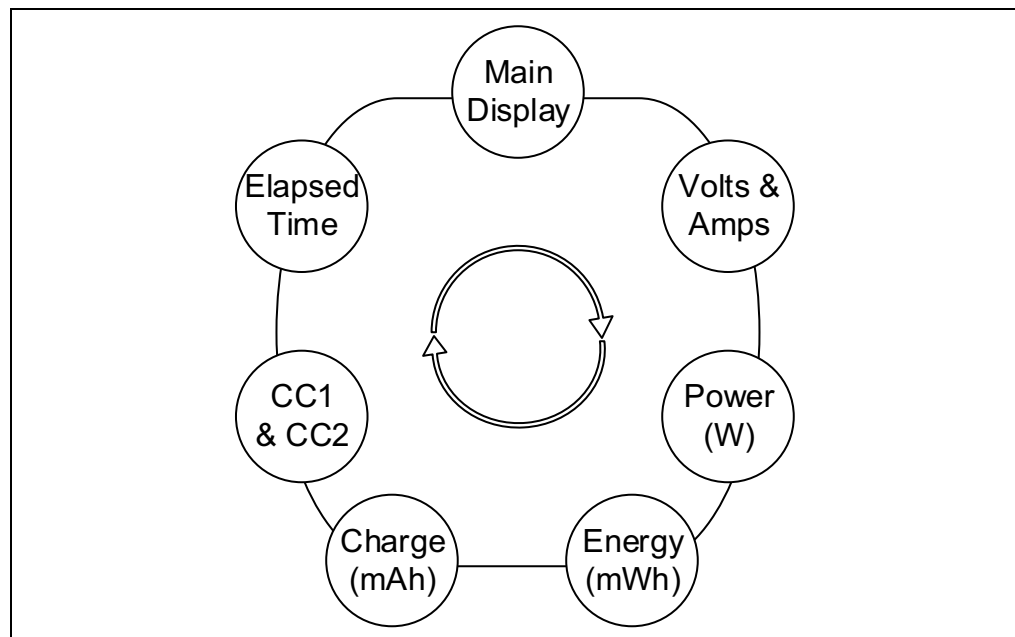 Main
Display
Volts &
Amps
Power
(W)
Energy
(mWh)
Charge
(mAh)
CC1
& CC2
Elapsed
Time